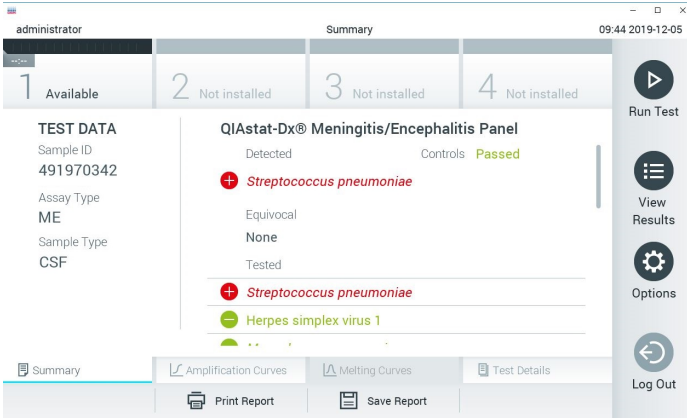 administrator
Summary
09:44 2019-12-05
--:--
1 Available
2 Not installed
3 Not installed
4 Not installed
Run Test
View
Results
Options
Log Out
TEST DATA
Sample ID
491970342
Assay Type
ME
Sample Type
CSF
QIAstat-Dx® Meningitis/Encephalitis Panel
Detected
Controls Passed
Streptococcus pneumoniae
Equivocal
None
Tested
Streptococcus pneumoniae
Herpes simplex virus 1
Summary
Amplification Curves
Melting Curves
Test Details
Print Report
Save Report